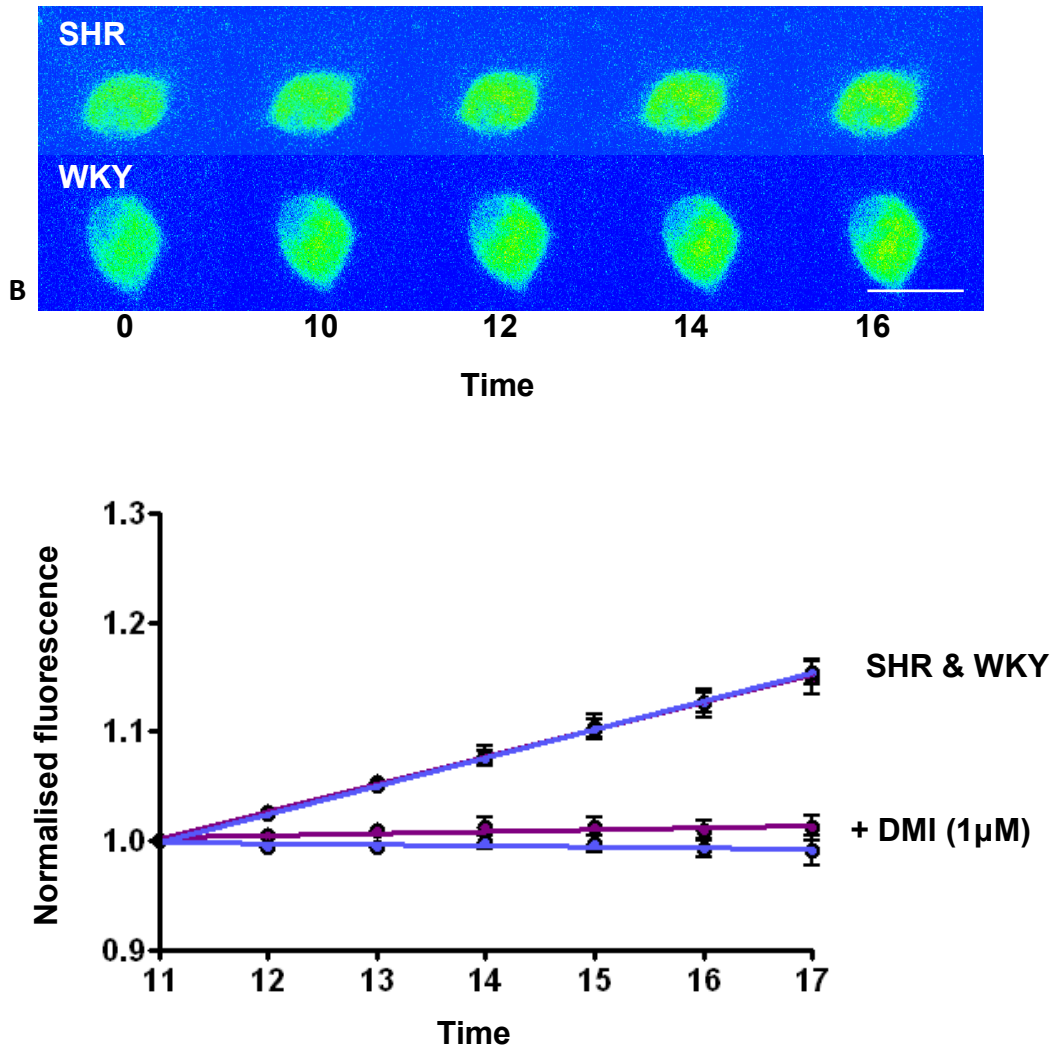 SHR
WKY
B
0 10 12 14 16
Time
1.3
1.2
1.1
1.0
0.9
Normalised fluorescence
SHR & WKY
+ DMI (1µM)
11 12 13 14 15 16 17
Time